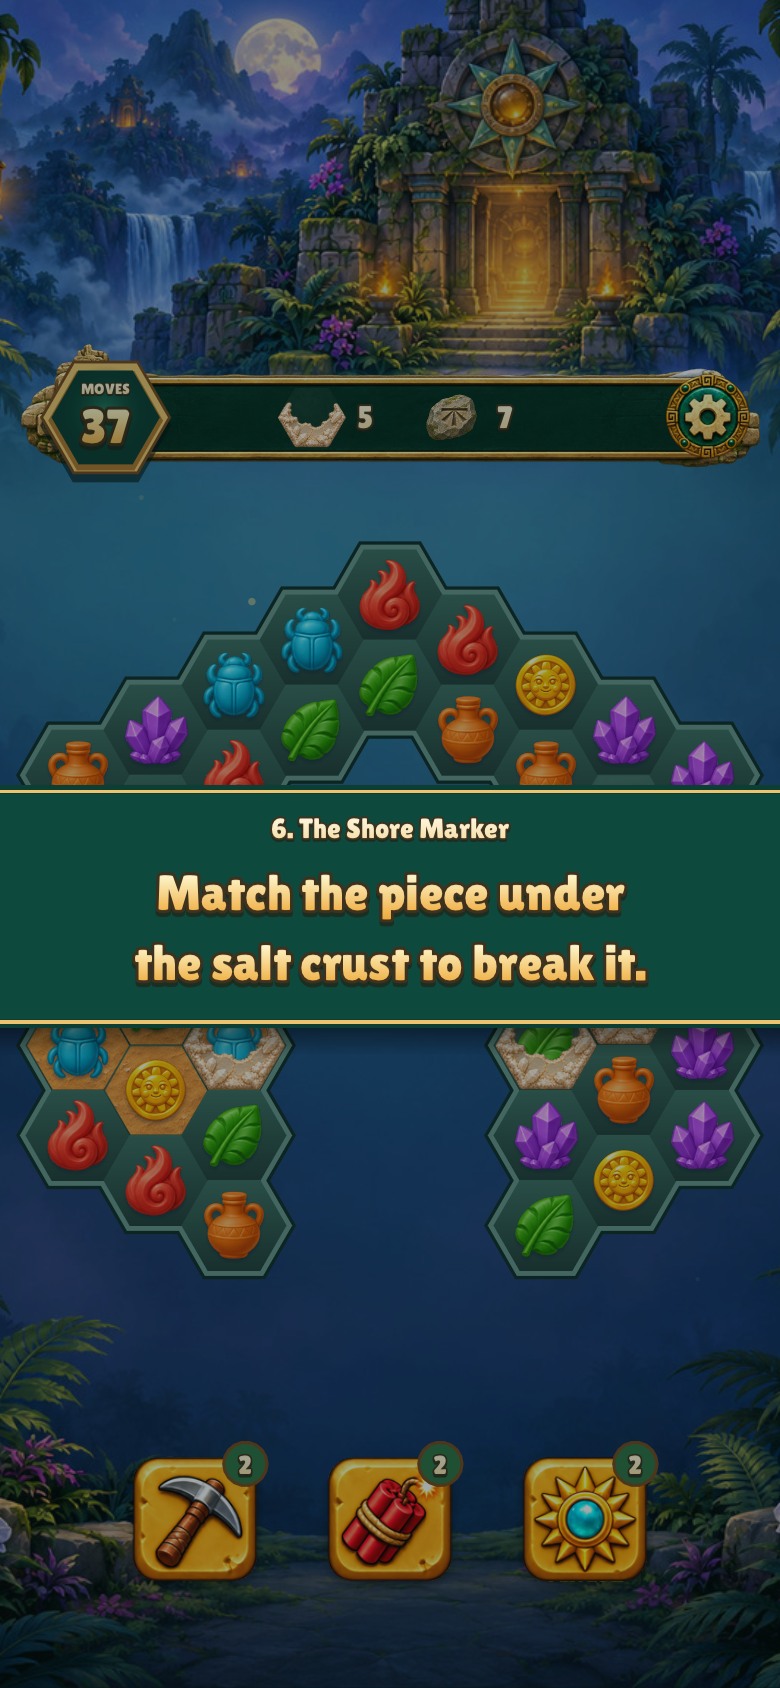 MOVES
37
5
7
6. The Shore Marker
Match the piece under
the salt crust to break it.
2
2
2